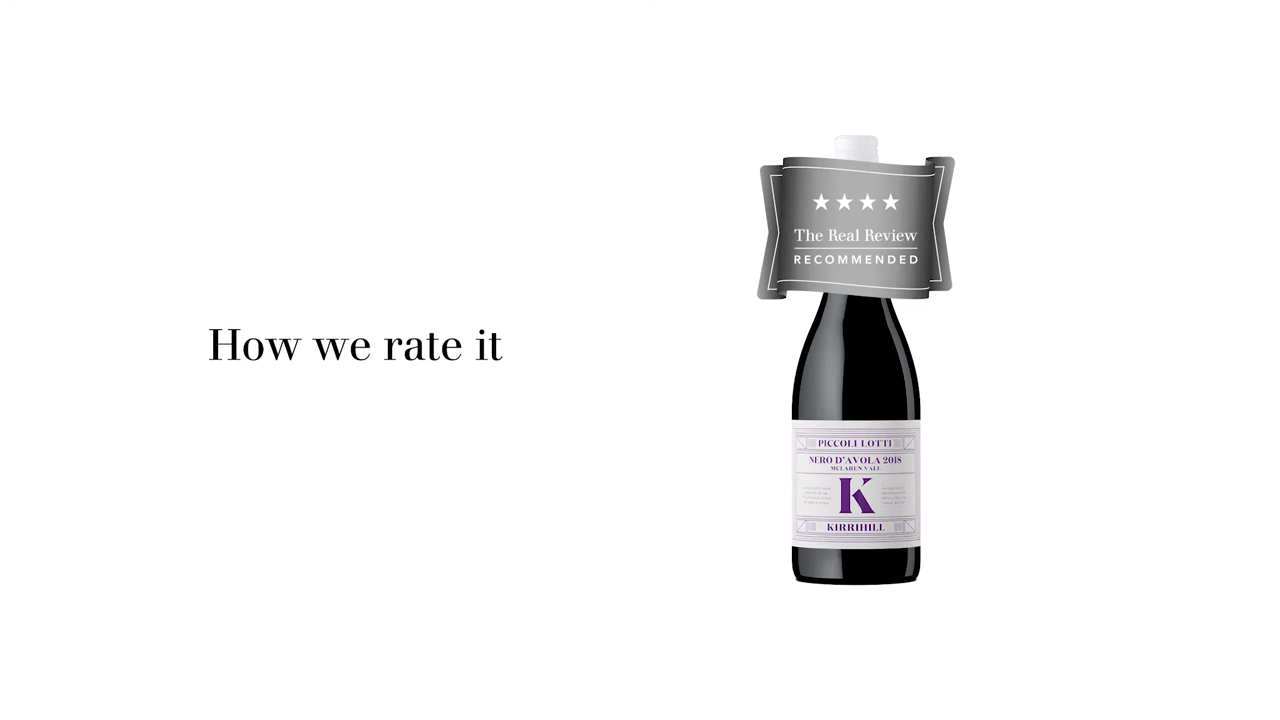 How we rate it
★★★★
The Real Review
RECOMMENDED
PICCOLI LOTTI
NERO D'AVOLA 2018
MCLAREN VALE
K
KIRRIHILL